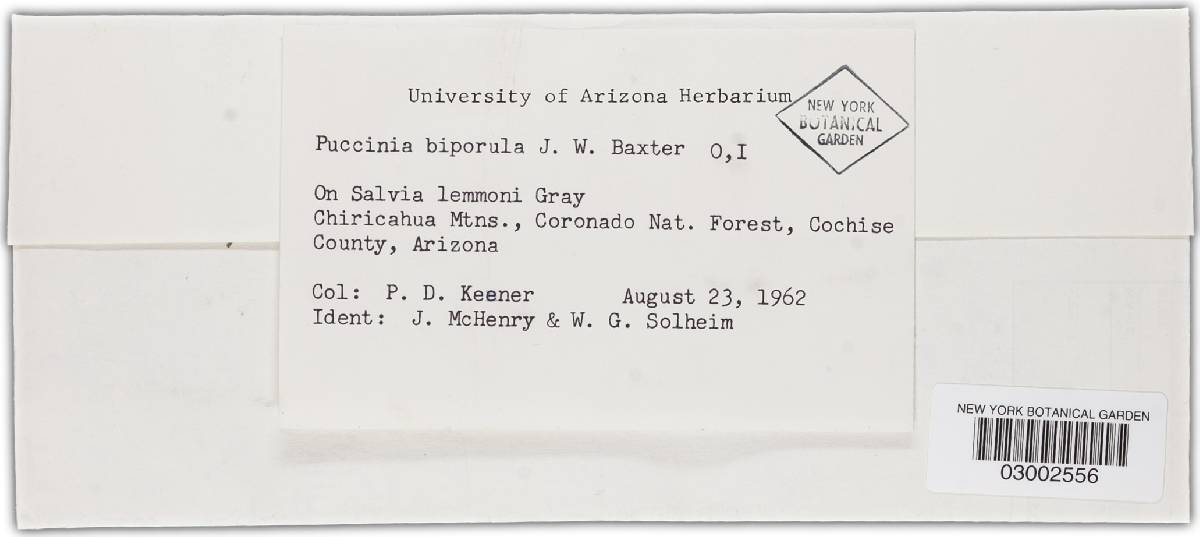 University of Arizona Herbarium
NEW YORK
BOTANICAL
GARDEN
Puccinia biporula J. W. Baxter O,I
On Salvia lemmoni Gray
Chiricahua Mtns., Coronado Nat. Forest, Cochise
County, Arizona
Col: P. D. Keener August 23, 1962
Ident: J. McHenry & W. G. Solheim
NEW YORK BOTANICAL GARDEN
03002556